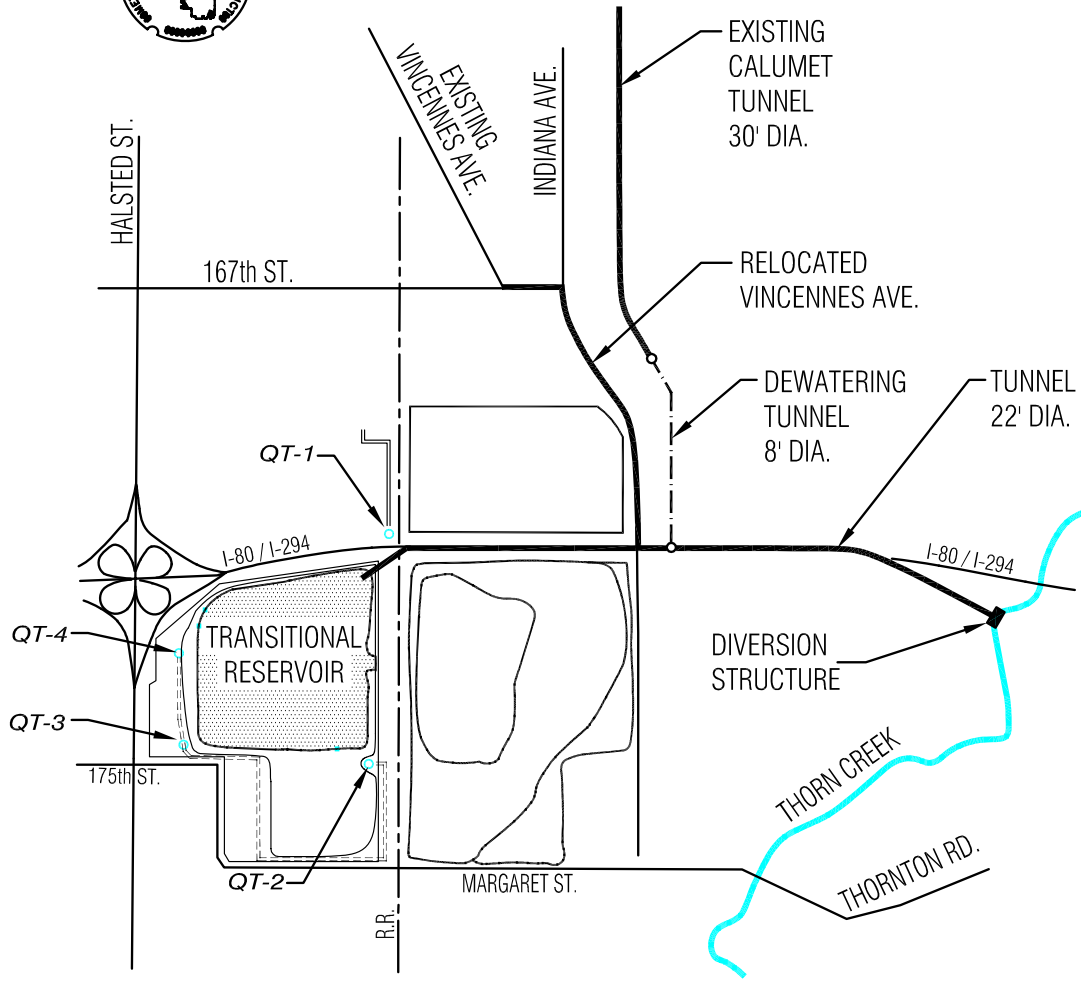 EXISTING
CALUMET
TUNNEL
30' DIA.
EXISTING
VINCENNES AVE.
INDIANA AVE.
HALSTED ST.
167th ST.
RELOCATED
VINCENNES AVE.
DEWATERING
TUNNEL
8' DIA.
TUNNEL
22' DIA.
QT-1
I-80 / I-294
I-80 / I-294
QT-4
TRANSITIONAL
RESERVOIR
DIVERSION
STRUCTURE
QT-3
175th ST.
THORN CREEK
QT-2
MARGARET ST.
THORNTON RD.
R.R.